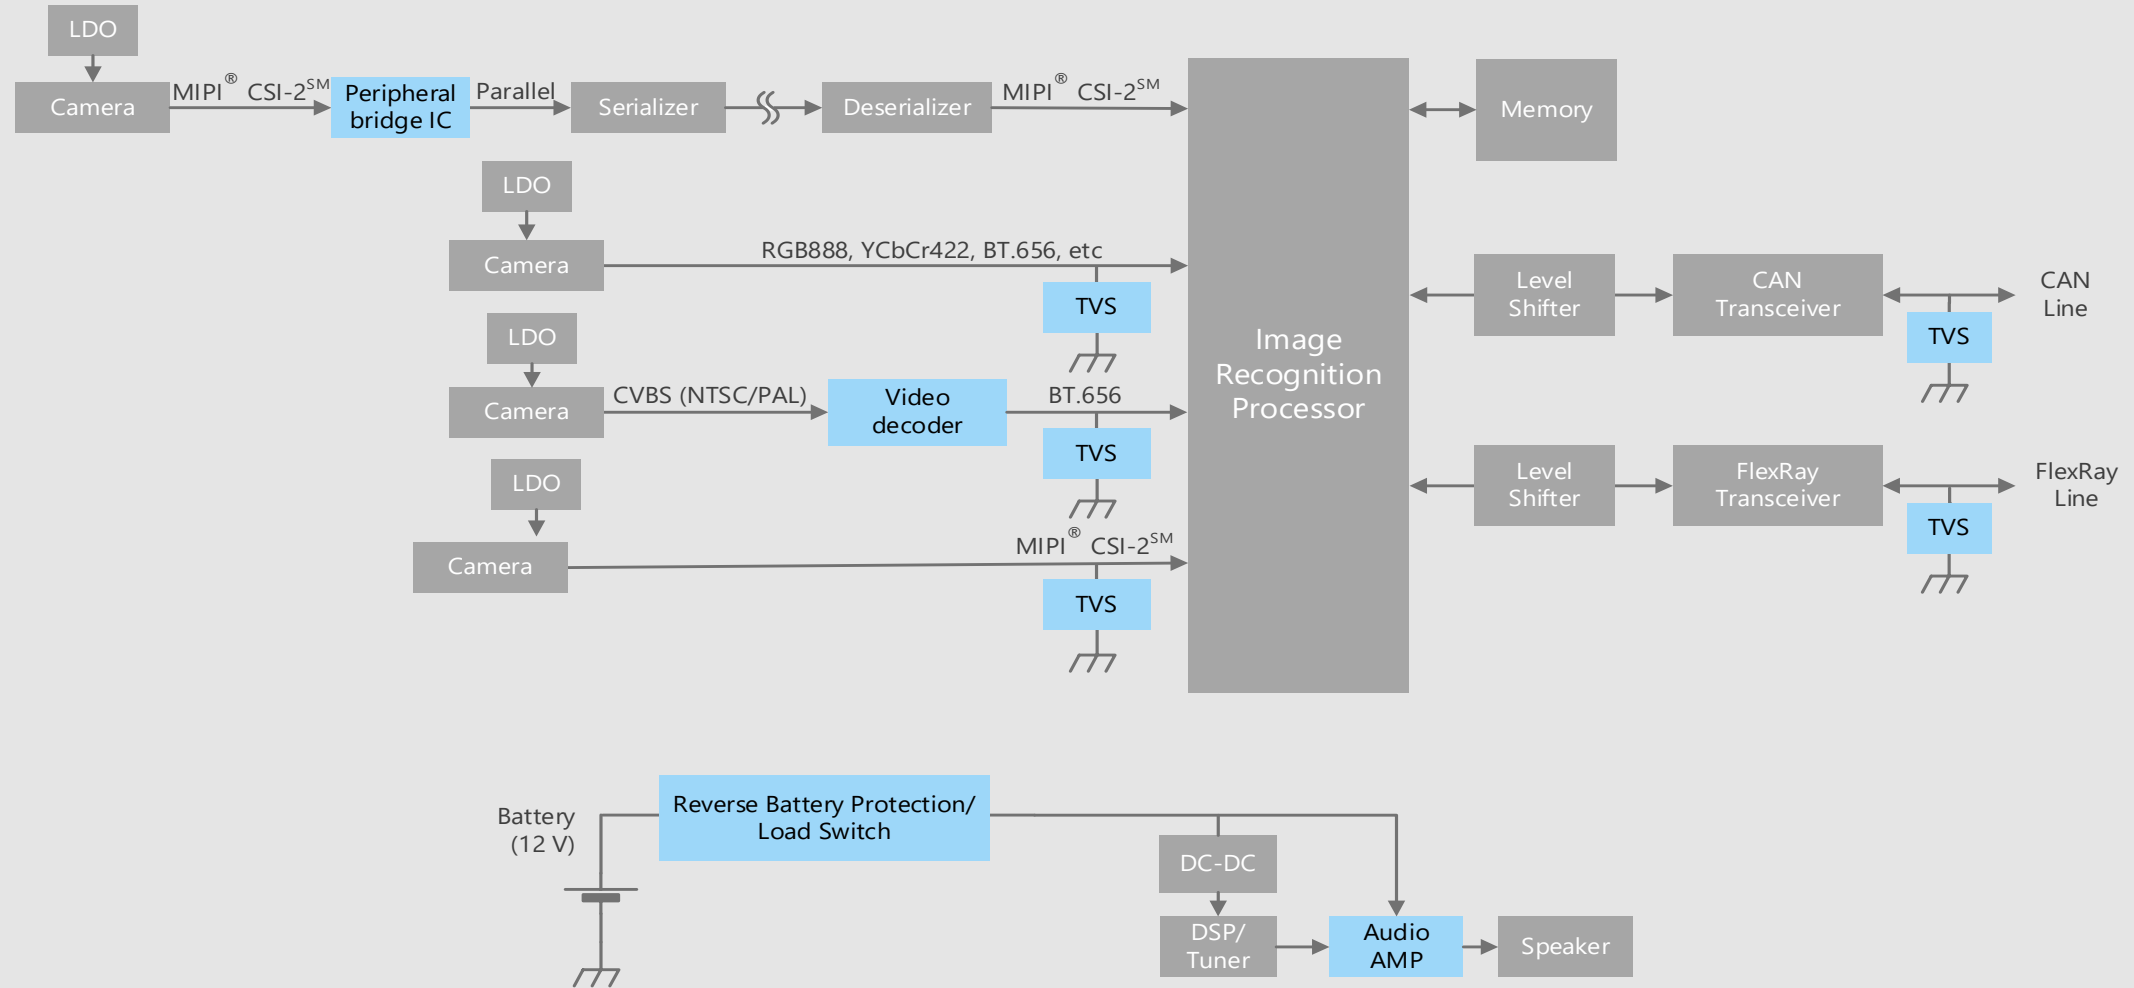 LDO
Camera
MIPI® CSI-2SM
Peripheral
bridge IC
Parallel
Serializer
Deserializer
MIPI® CSI-2SM
Memory
LDO
Camera
RGB888, YCbCr422, BT.656, etc
TVS
LDO
Camera
CVBS (NTSC/PAL)
Video
decoder
BT.656
TVS
LDO
Camera
MIPI® CSI-2SM
TVS
Image
Recognition
Processor
Level
Shifter
CAN
Transceiver
CAN
Line
TVS
Level
Shifter
FlexRay
Transceiver
FlexRay
Line
TVS
Battery
(12 V)
Reverse Battery Protection/
Load Switch
DC-DC
DSP/
Tuner
Audio
AMP
Speaker